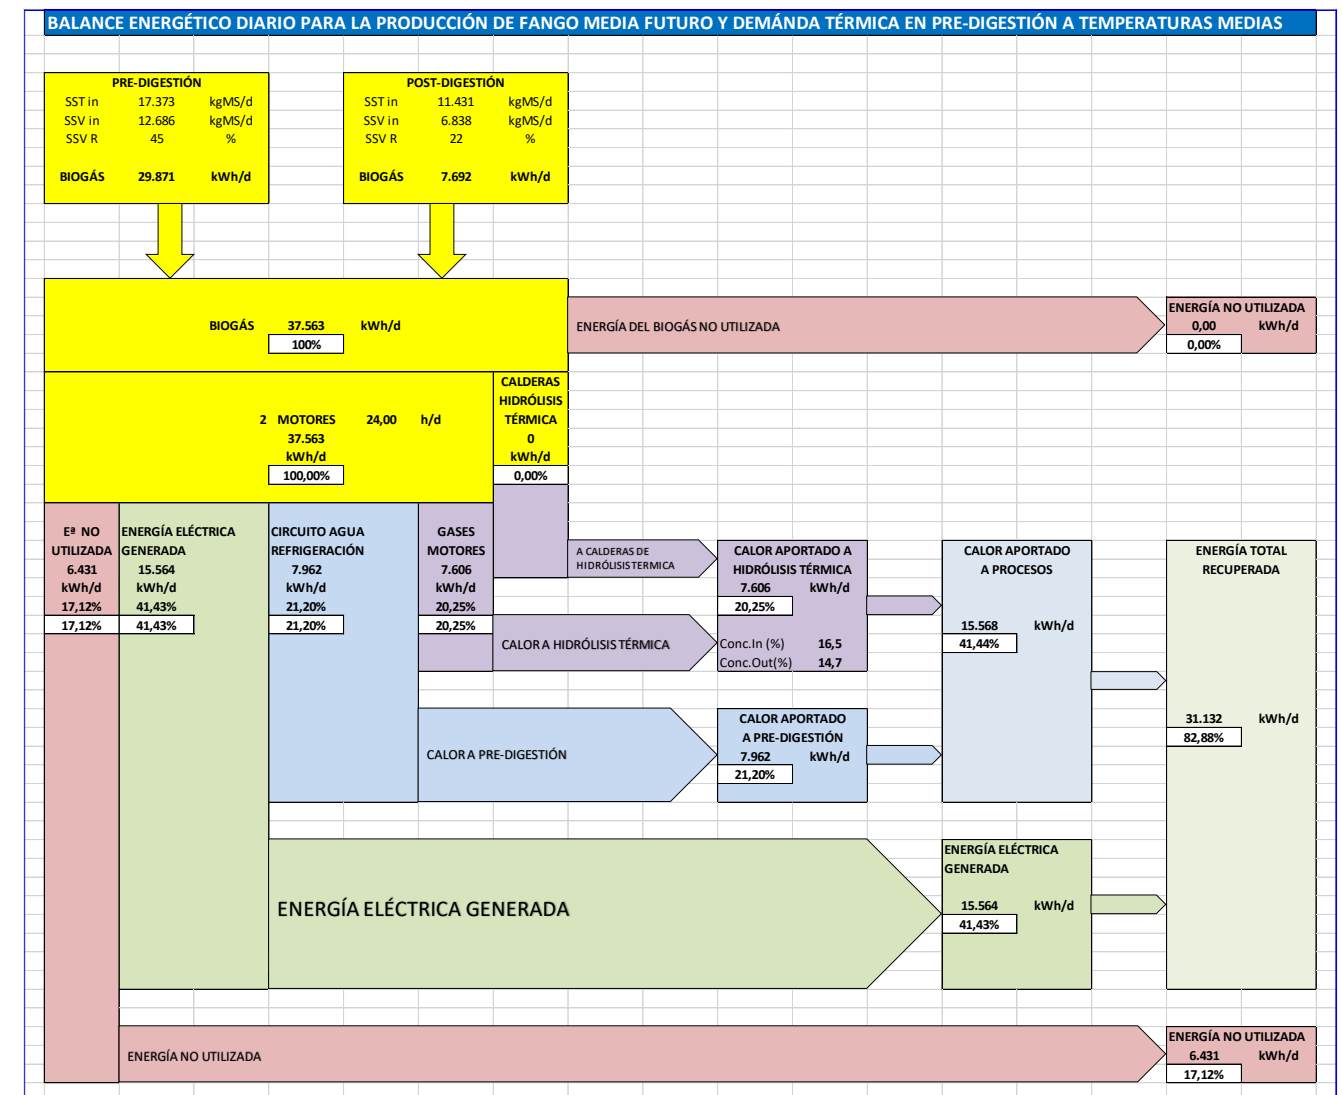 BALANCE ENERGÉTICO DIARIO PARA LA PRODUCCIÓN DE FANGO MEDIA FUTURO Y DEMÁNDA TÉRMICA EN PRE-DIGESTIÓN A TEMPERATURAS MEDIAS
PRE-DIGESTIÓN
SST in 17.373 kgMS/d
SSV in 12.686 kgMS/d
SSV R 45 %
BIOGÁS 29.871 kWh/d
POST-DIGESTIÓN
SST in 11.431 kgMS/d
SSV in 6.838 kgMS/d
SSV R 22 %
BIOGÁS 7.692 kWh/d
BIOGÁS 37.563 kWh/d
100%
ENERGÍA DEL BIOGÁS NO UTILIZADA
ENERGÍA NO UTILIZADA
0,00 kWh/d
0,00%
2 MOTORES 24,00 h/d
37.563
kWh/d
100,00%
CALDERAS
HIDRÓLISIS
TÉRMICA
0
kWh/d
0,00%
Eª NO
UTILIZADA
6.431
kWh/d
17,12%
17,12%
ENERGÍA ELÉCTRICA
GENERADA
15.564
kWh/d
41,43%
41,43%
CIRCUITO AGUA
REFRIGERACIÓN
7.962
kWh/d
21,20%
21,20%
GASES
MOTORES
7.606
kWh/d
20,25%
20,25%
A CALDERAS DE
HIDRÓLISIS TERMICA
CALOR A HIDRÓLISIS TÉRMICA
CALOR APORTADO A
HIDRÓLISIS TERMICA
7.606 kWh/d
20,25%
Conc.In (%) 16,5
Conc.Out(%) 14,7
CALOR APORTADO
A PROCESOS
15.568 kWh/d
41,44%
ENERGÍA TOTAL
RECUPERADA
31.132 kWh/d
82,88%
CALOR A PRE-DIGESTIÓN
CALOR APORTADO
A PRE-DIGESTIÓN
7.962 kWh/d
21,20%
ENERGÍA ELÉCTRICA GENERADA
ENERGÍA ELÉCTRICA
GENERADA
15.564 kWh/d
41,43%
ENERGÍA NO UTILIZADA
ENERGÍA NO UTILIZADA
6.431 kWh/d
17,12%